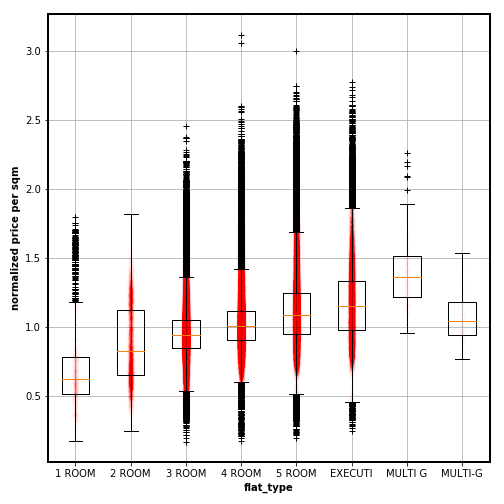 normalized price per sqm
3.0
2.5
2.0
1.5
1.0
0.5
1 ROOM 2 ROOM 3 ROOM 4 ROOM 5 ROOM EXECUTI MULTI G MULTI-G
flat_type